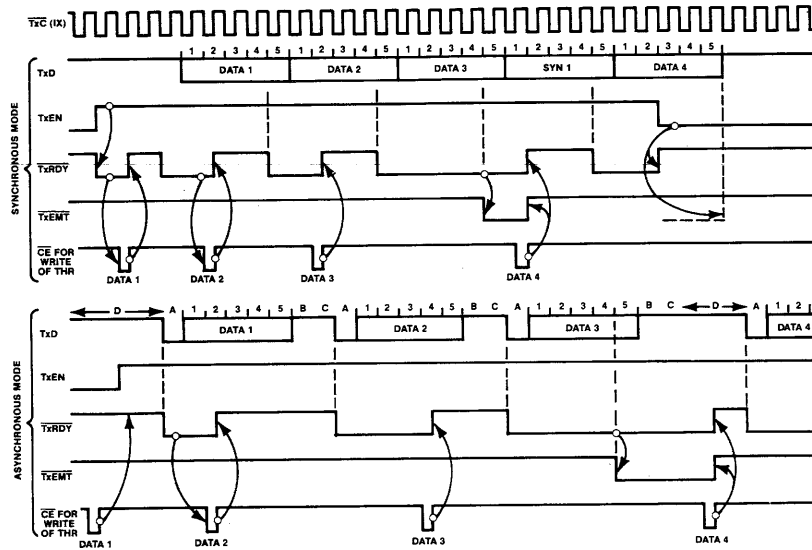 TxC (IX)
SYNCHRONOUS MODE
1 2 3 4 5 1 2 3 4 5 1 2 3 4 5 1 2 3 4 5 1 2 3 4 5
TxD DATA 1 DATA 2 DATA 3 SYN 1 DATA 4
TxEN
TxRDY
TxEMT
CE FOR
WRITE
OF THR
DATA 1 DATA 2 DATA 3 DATA 4
ASYNCHRONOUS MODE
D A 1 2 3 4 5 B C A 1 2 3 4 5 B C A 1 2 3 4 5 B C D A 1 2
TxD DATA 1 DATA 2 DATA 3 DATA 4
TxEN
TxRDY
TxEMT
CE FOR
WRITE
OF THR
DATA 1 DATA 2 DATA 3 DATA 4